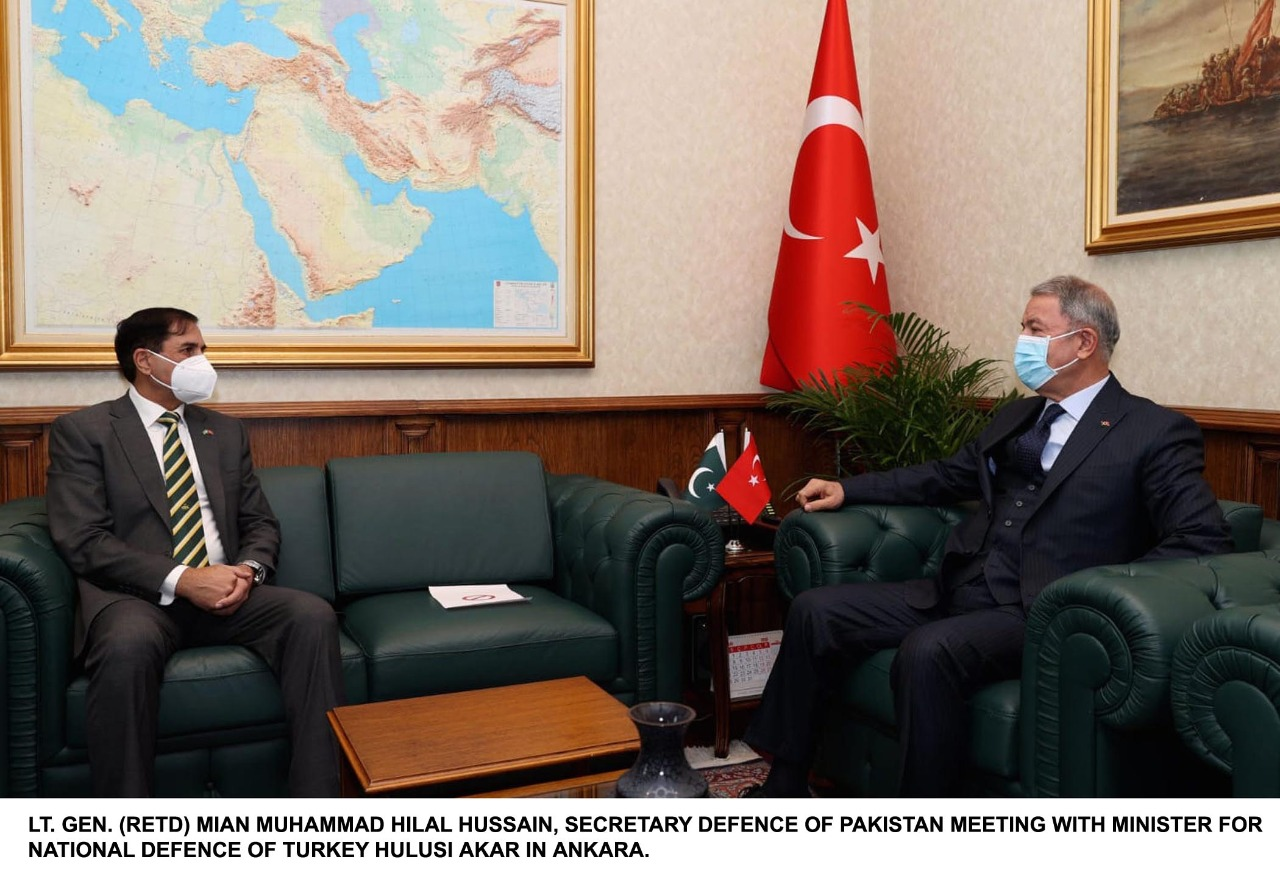 LT. GEN. (RETD) MIAN MUHAMMAD HILAL HUSSAIN, SECRETARY DEFENCE OF PAKISTAN MEETING WITH MINISTER FOR
NATIONAL DEFENCE OF TURKEY HULUSI AKAR IN ANKARA.